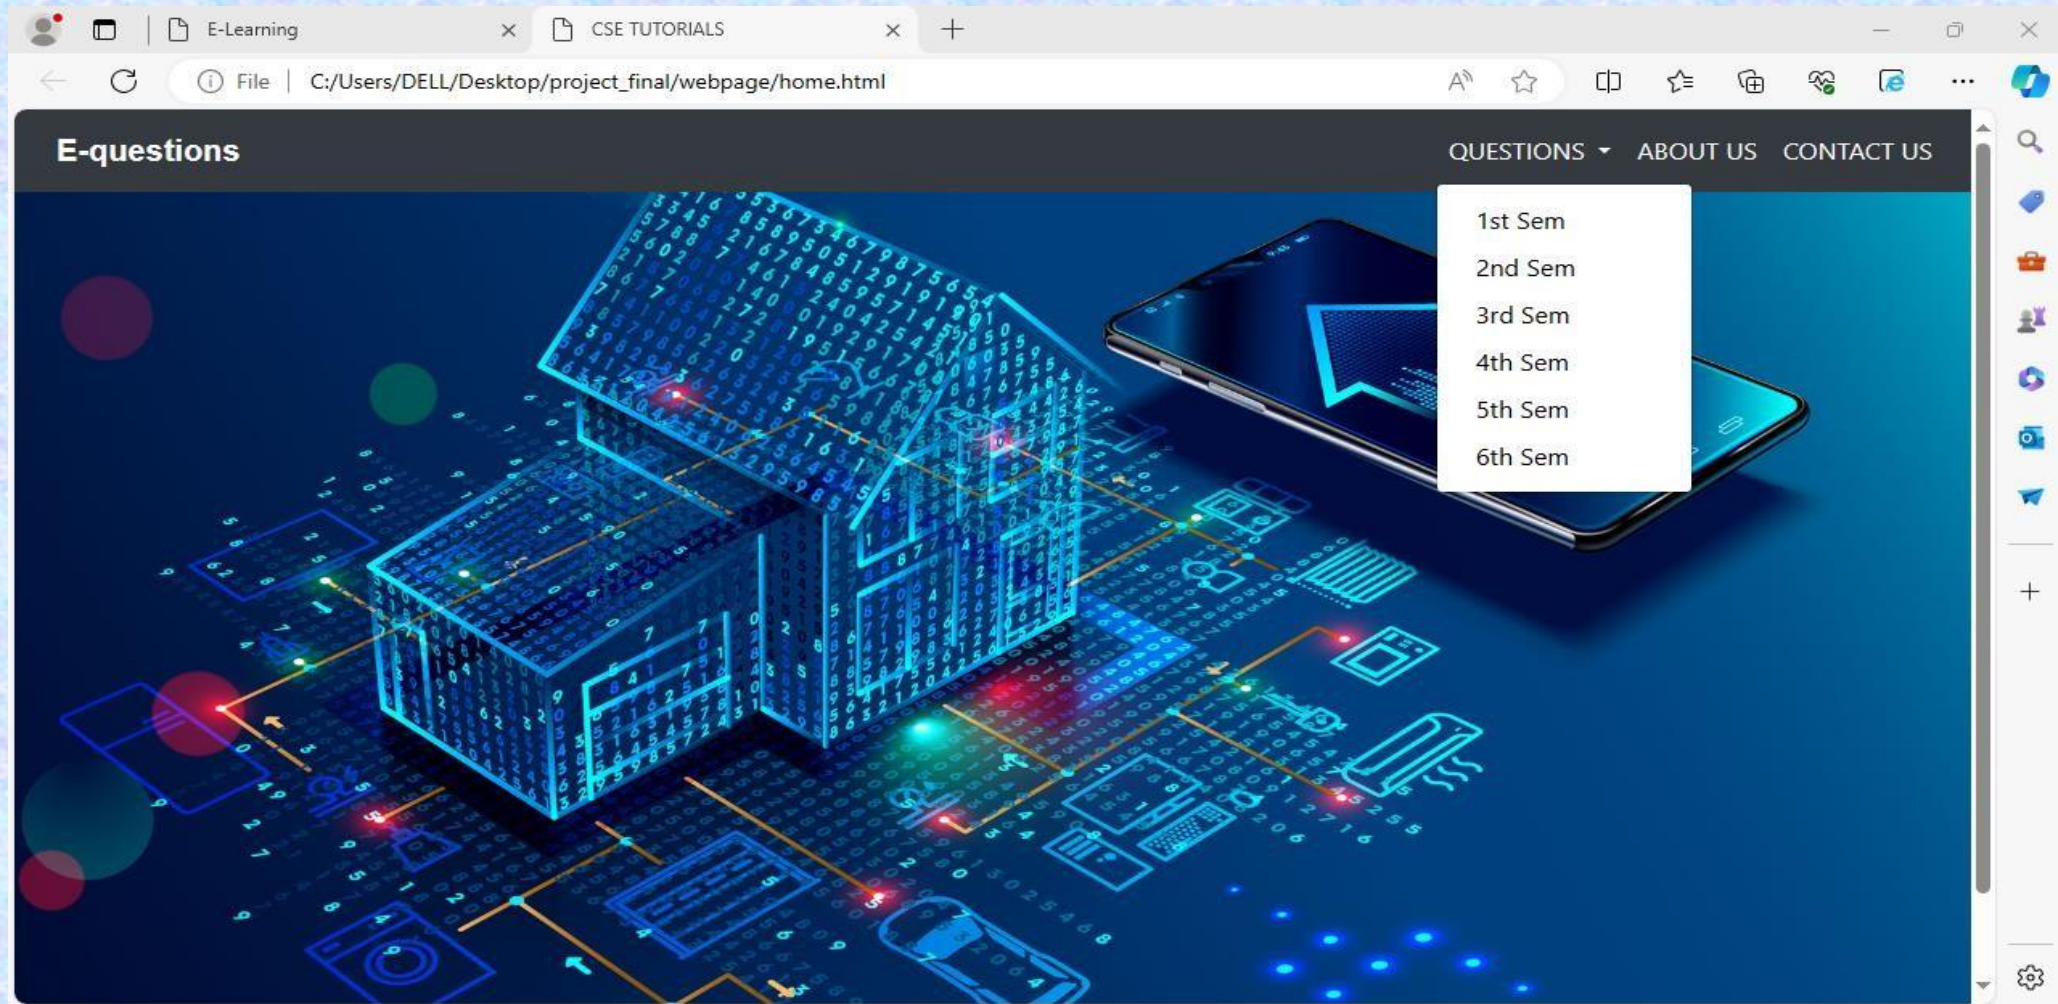 E-Learning
CSE TUTORIALS
File
C:/Users/DELL/Desktop/project_final/webpage/home.html
E-questions
QUESTIONS
ABOUT US
CONTACT US
1st Sem
2nd Sem
3rd Sem
4th Sem
5th Sem
6th Sem